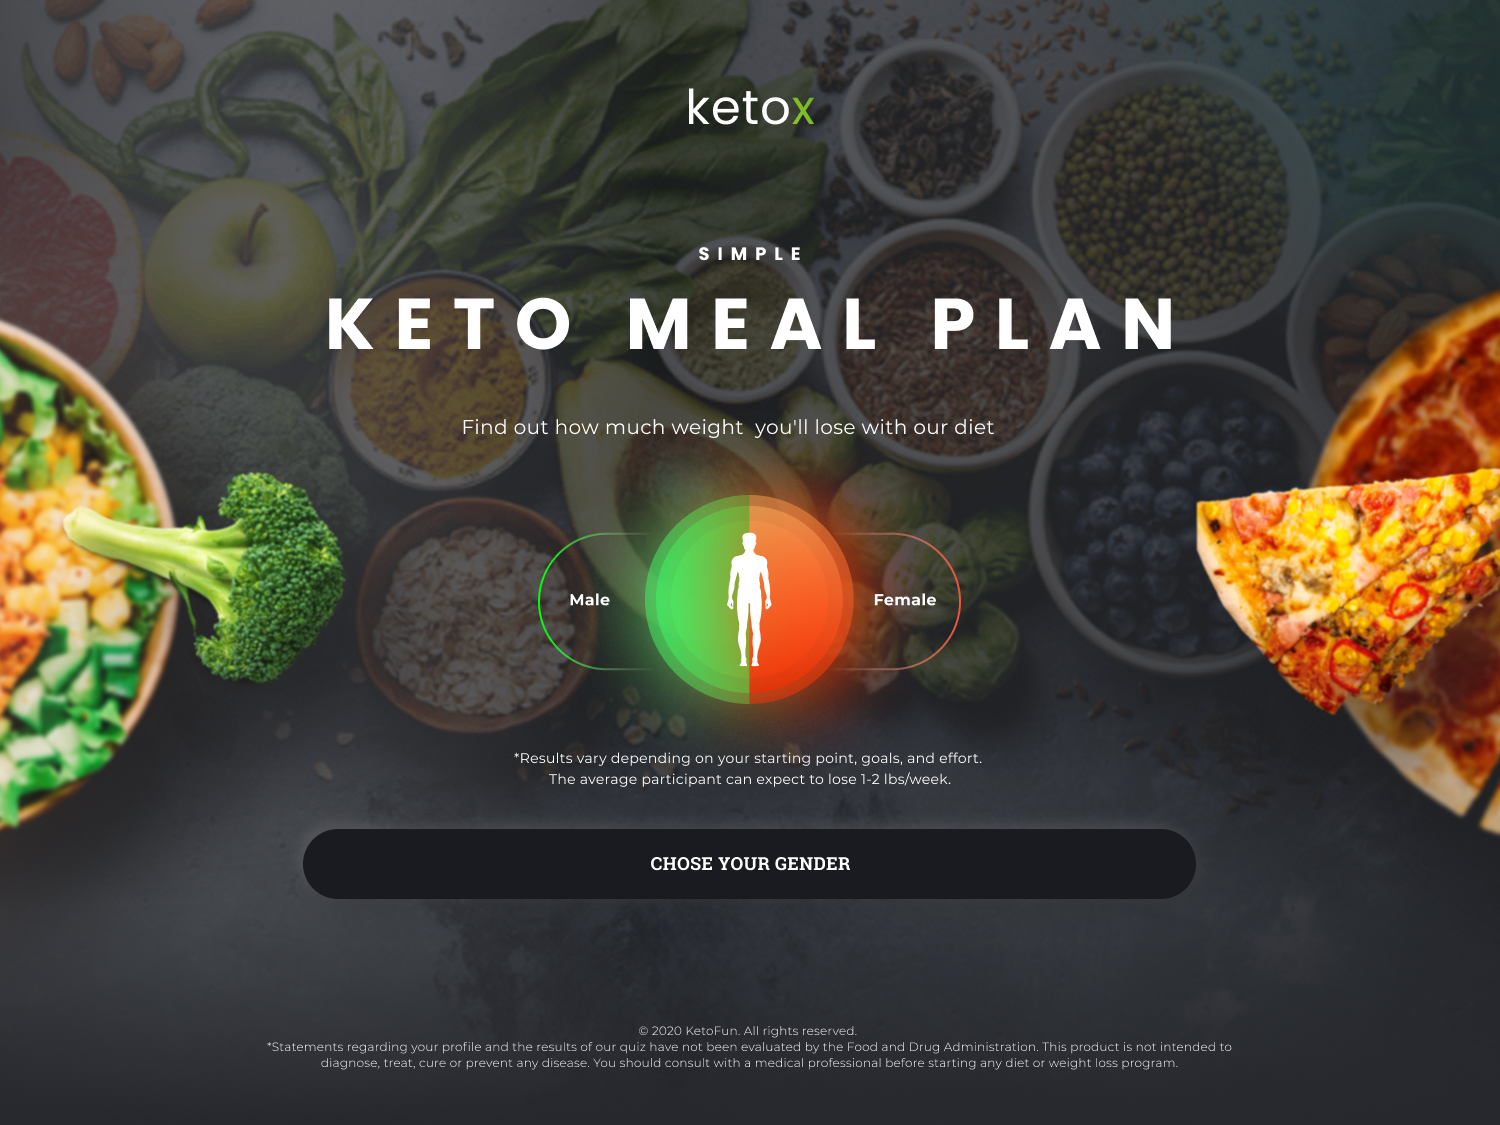 ketox
SIMPLE
KETO MEAL PLAN
Find out how much weight you'll lose with our diet
Male
Female
*Results vary depending on your starting point, goals, and effort.
The average participant can expect to lose 1-2 lbs/week.
CHOSE YOUR GENDER
© 2020 KetoFun. All rights reserved.
*Statements regarding your profile and the results of our quiz have not been evaluated by the Food and Drug Administration. This product is not intended to
diagnose, treat, cure or prevent any disease. You should consult with a medical professional before starting any diet or weight loss program.